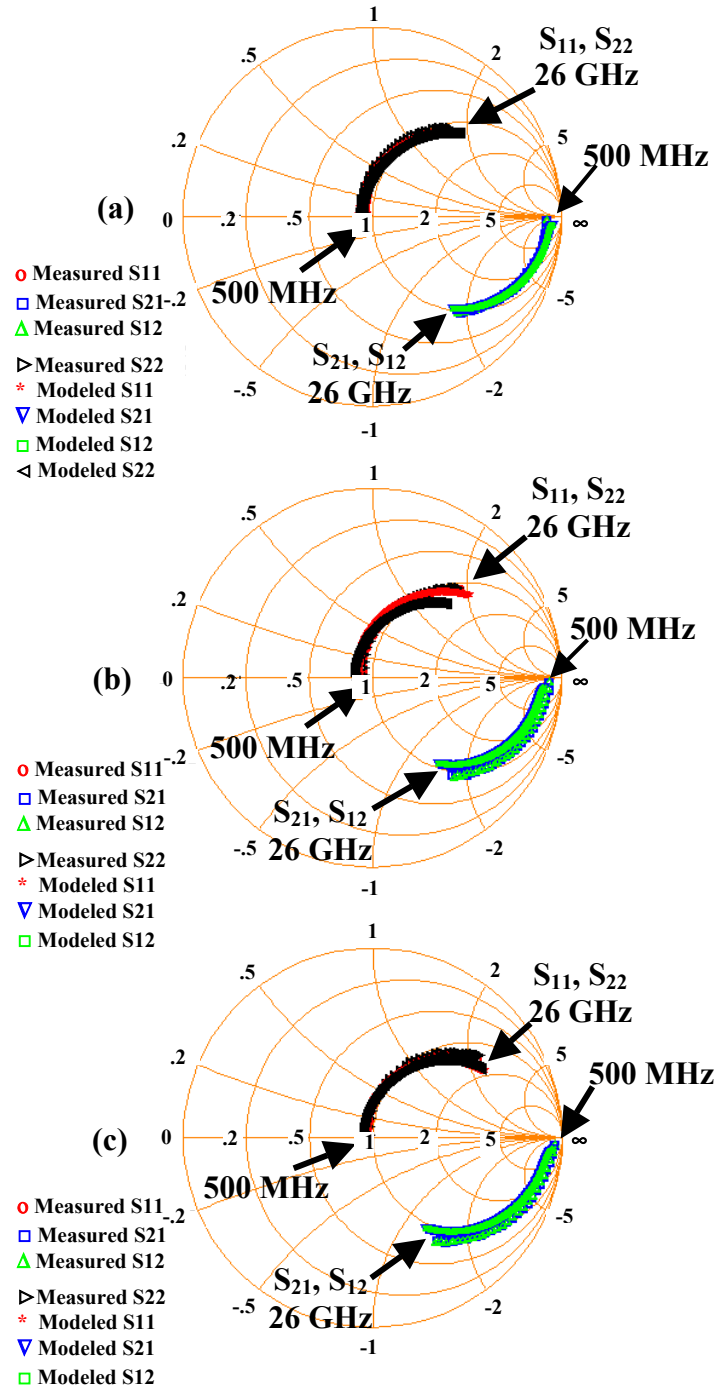 1
.5
2
S11, S22
26 GHz
.2
5
500 MHz
(a)
0
.2
.5
1
2
5
∞
500 MHz
-.2
-5
S21, S12
26 GHz
-.5
-2
-1
o Measured S11
□ Measured S21
△ Measured S12
▷ Measured S22
* Modeled S11
▽ Modeled S21
□ Modeled S12
◁ Modeled S22
1
.5
2
S11, S22
26 GHz
.2
5
500 MHz
(b)
0
.2
.5
1
2
5
∞
500 MHz
-.2
-5
S21, S12
26 GHz
-.5
-2
-1
o Measured S11
□ Measured S21
△ Measured S12
▷ Measured S22
* Modeled S11
▽ Modeled S21
□ Modeled S12
1
.5
2
S11, S22
26 GHz
.2
5
500 MHz
(c)
0
.2
.5
1
2
5
∞
500 MHz
-.2
-5
S21, S12
26 GHz
-.5
-2
-1
o Measured S11
□ Measured S21
△ Measured S12
▷ Measured S22
* Modeled S11
▽ Modeled S21
□ Modeled S12